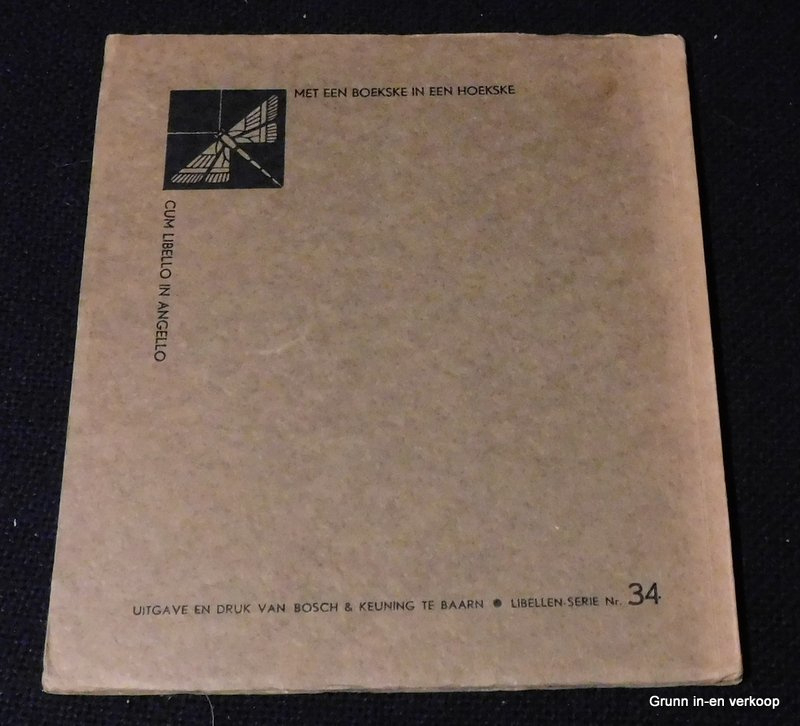 MET EEN BOEKSKE IN EEN HOEKSKE
CUM LIBELLO IN ANGELLO
UITGAVE EN DRUK VAN BOSCH & KEUNING TE BAARN ● LIBELLEN-SERIE Nr. 34
Grunn in-en verkoop